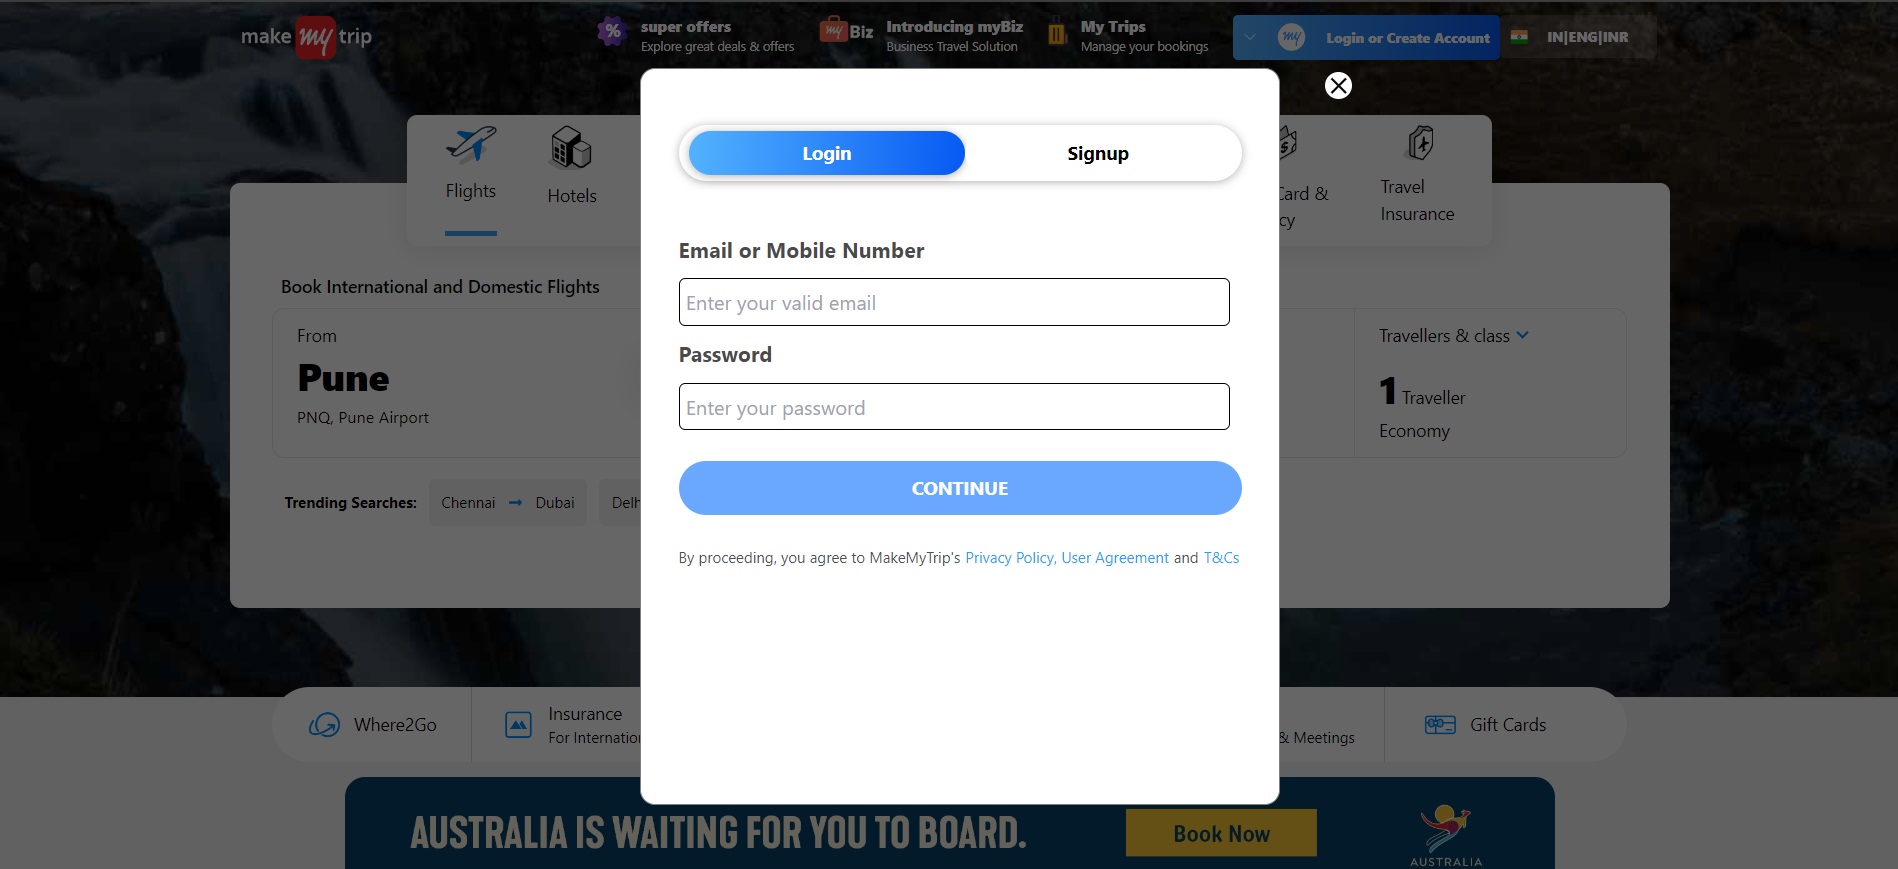 make my trip
%
super offers
Explore great deals & offers
my Biz
Introducing myBiz
Business Travel Solution
My Trips
Manage your bookings
my
Login or Create Account
IN|ENG|INR
Flights
Hotels
Card &
cy
Travel
Insurance
Login
Signup
Book International and Domestic Flights
From
Pune
PNQ, Pune Airport
Email or Mobile Number
Enter your valid email
Password
Enter your password
CONTINUE
By proceeding, you agree to MakeMyTrip's Privacy Policy, User Agreement and T&Cs
Travellers & class
1 Traveller
Economy
Trending Searches:
Chennai → Dubai
Delh
Where2Go
Insurance
For Internatio
& Meetings
Gift Cards
AUSTRALIA IS WAITING FOR YOU TO BOARD.
Book Now
AUSTRALIA